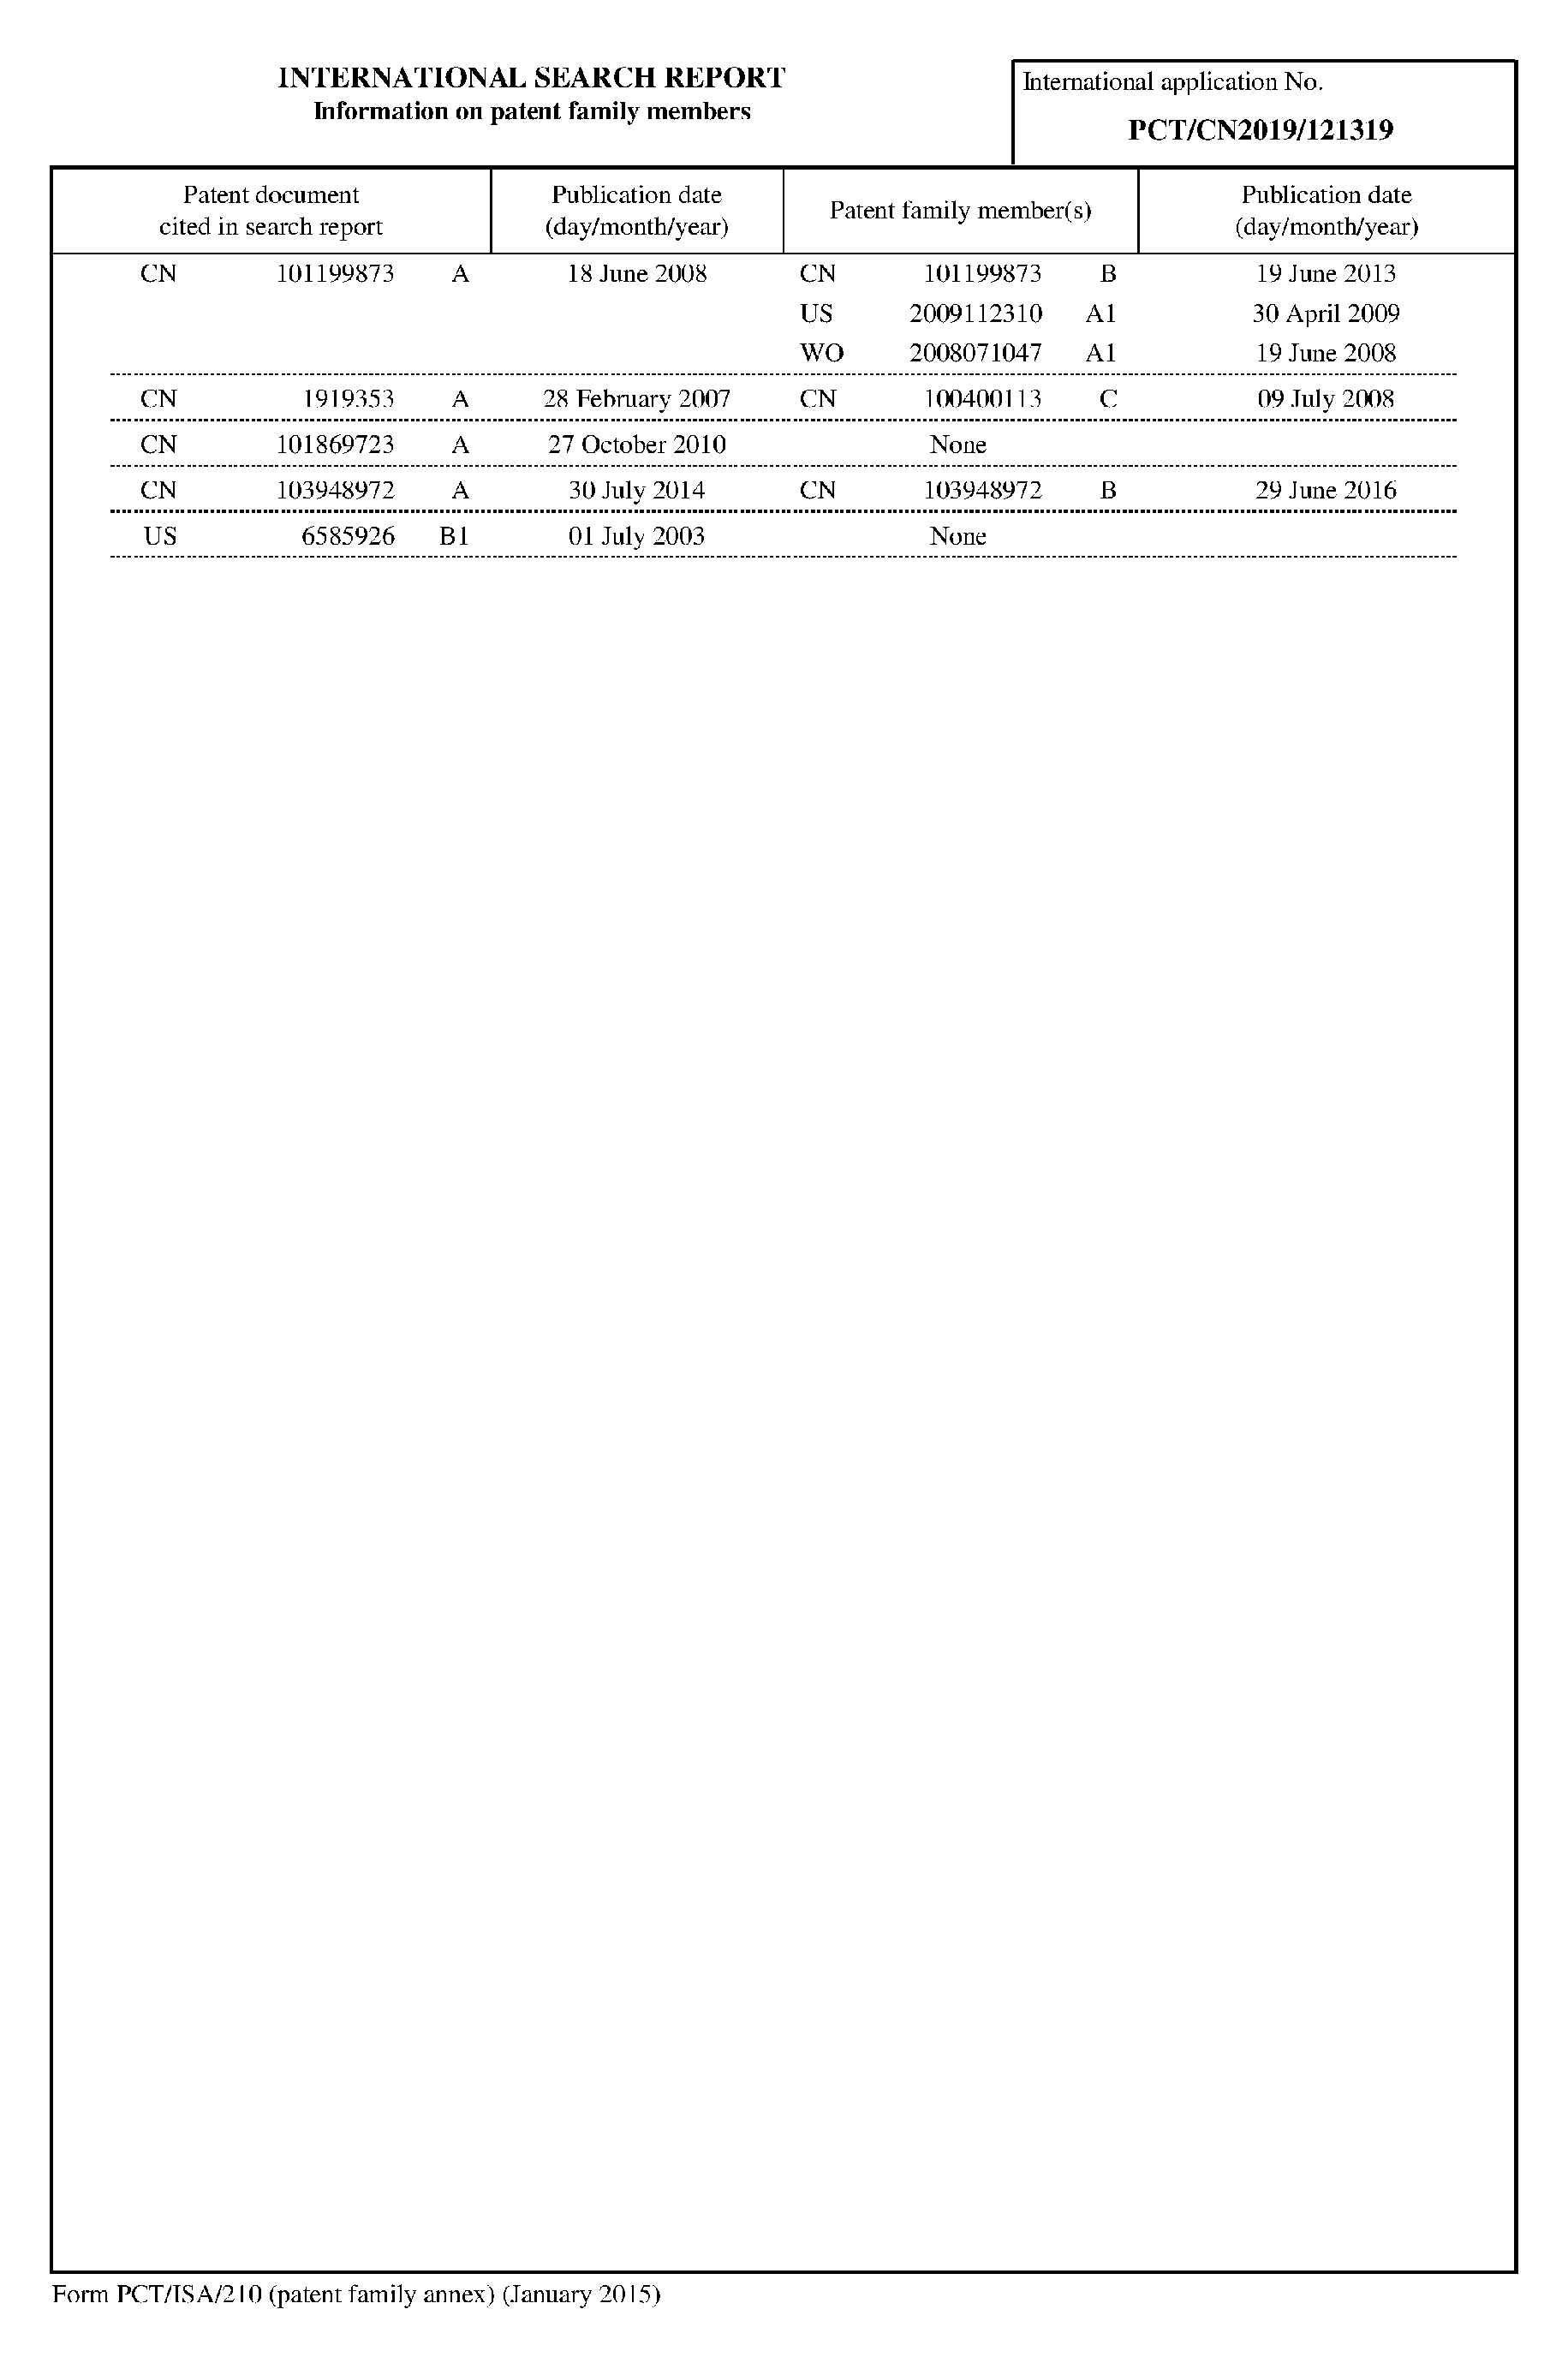 INTERNATIONAL SEARCH REPORT
Information on patent family members
International application No.
PCT/CN2019/121319
Patent document
cited in search report
Publication date
(day/month/year)
Patent family member(s)
Publication date
(day/month/year)
CN 101199873 A 18 June 2008 CN 101199873 B 19 June 2013
US 2009112310 A1 30 April 2009
WO 2008071047 A1 19 June 2008
CN 1919353 A 28 February 2007 CN 100400113 C 09 July 2008
CN 101869723 A 27 October 2010 None
CN 103948972 A 30 July 2014 CN 103948972 B 29 June 2016
US 6585926 B1 01 July 2003 None
Form PCT/ISA/210 (patent family annex) (January 2015)